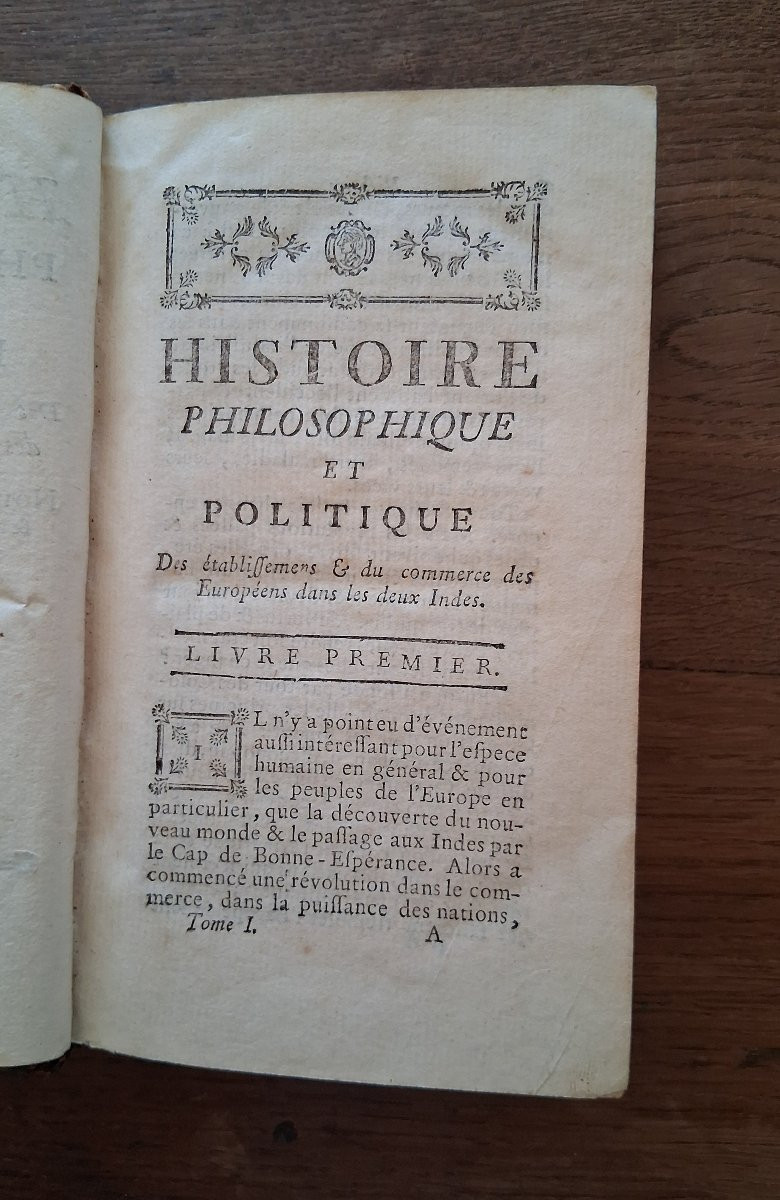 HISTOIRE
PHILOSOPHIQUE
ET
POLITIQUE
Des établiſſemens & du commerce des
Européens dans les deux Indes.
LIVRE PREMIER.
IL n'y a point eu d'événement
auſſi intéreſſant pour l'eſpece
humaine en général & pour
les peuples de l'Europe en
particulier, que la découverte du nou-
veau monde & le paſſage aux Indes par
le Cap de Bonne-Eſpérance. Alors a
commencé une révolution dans le com-
merce, dans la puiſſance des nations,
Tome I. A